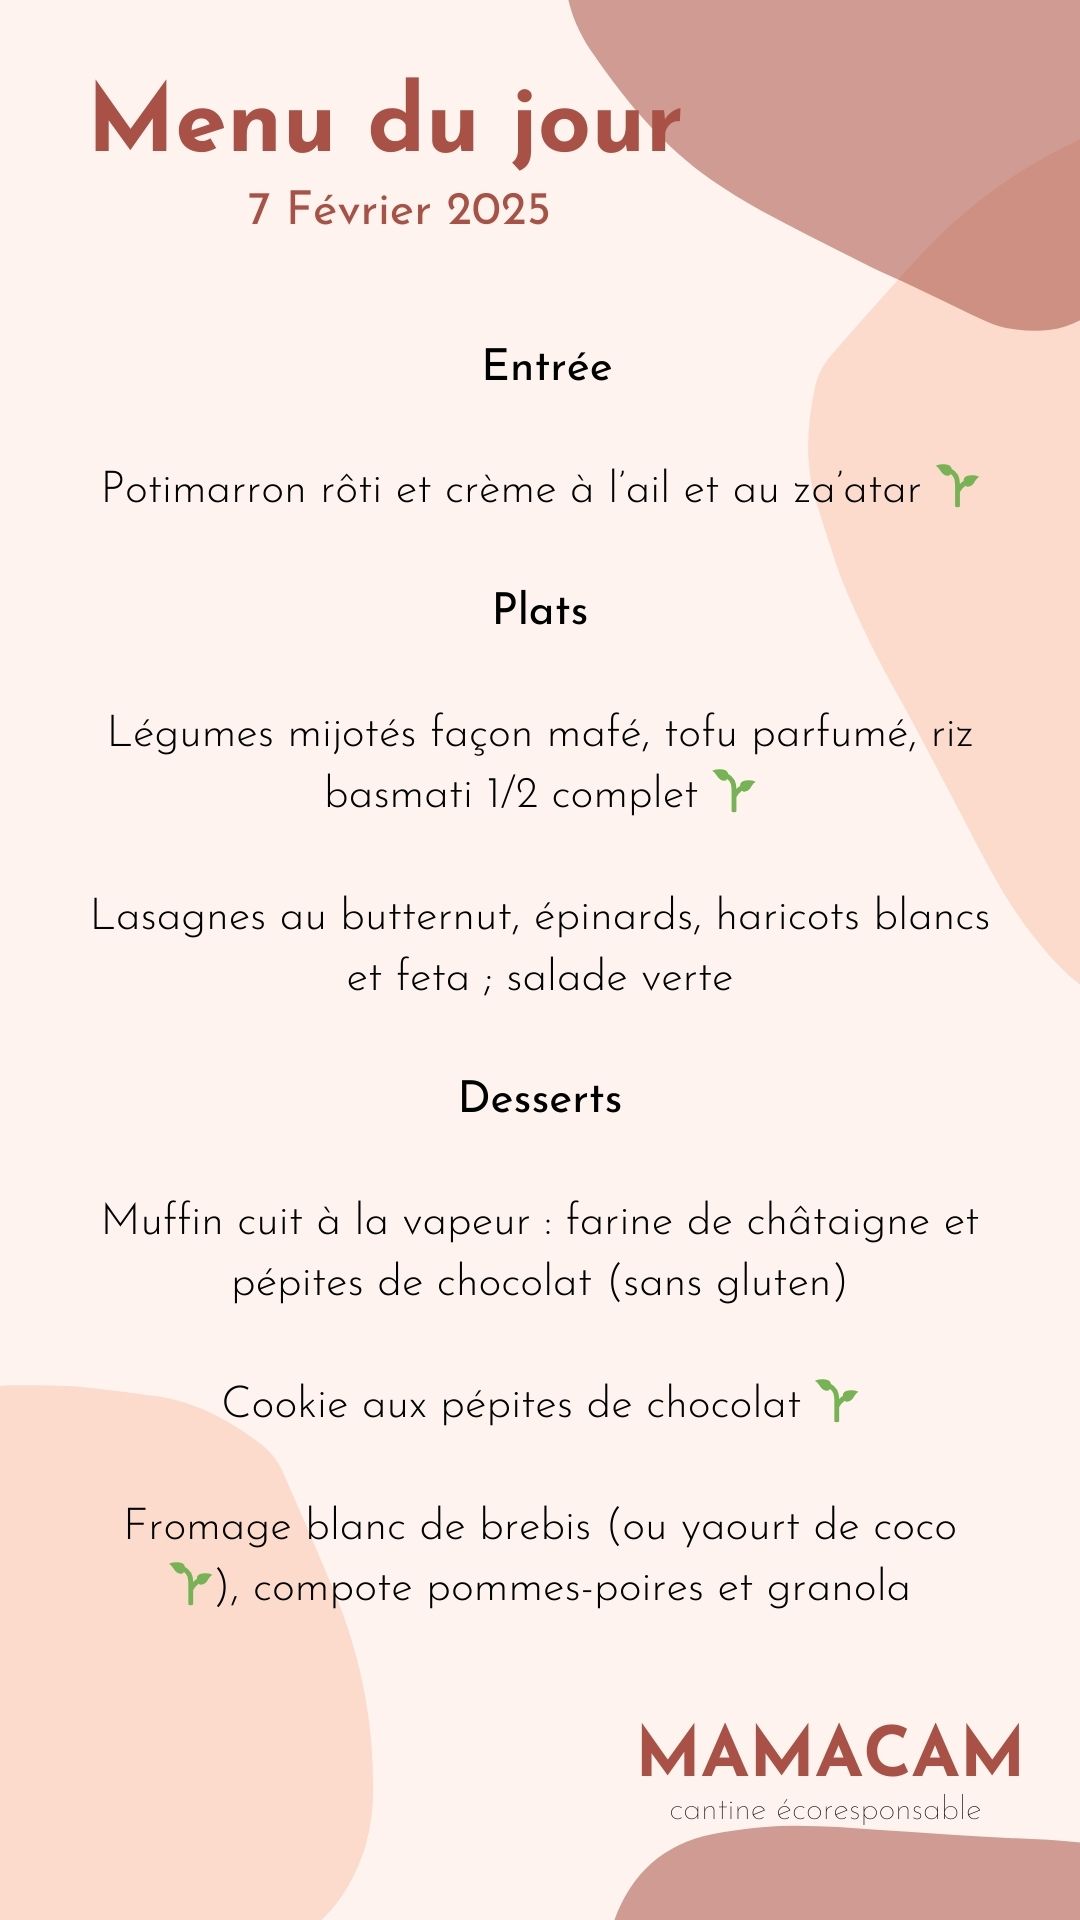 Menu du jour
7 Février 2025
Entrée
Potimarron rôti et crème à l'ail et au za'atar 🌱
Plats
Légumes mijotés façon mafé, tofu parfumé, riz
basmati 1/2 complet 🌱
Lasagnes au butternut, épinards, haricots blancs
et feta ; salade verte
Desserts
Muffin cuit à la vapeur : farine de châtaigne et
pépites de chocolat (sans gluten)
Cookie aux pépites de chocolat 🌱
Fromage blanc de brebis (ou yaourt de coco
🌱), compote pommes-poires et granola
MAMACAM
cantine écoresponsable